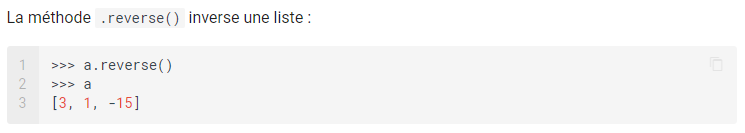 La méthode .reverse() inverse une liste :
1 >>> a.reverse()
2 >>> a
3 [3, 1, -15]